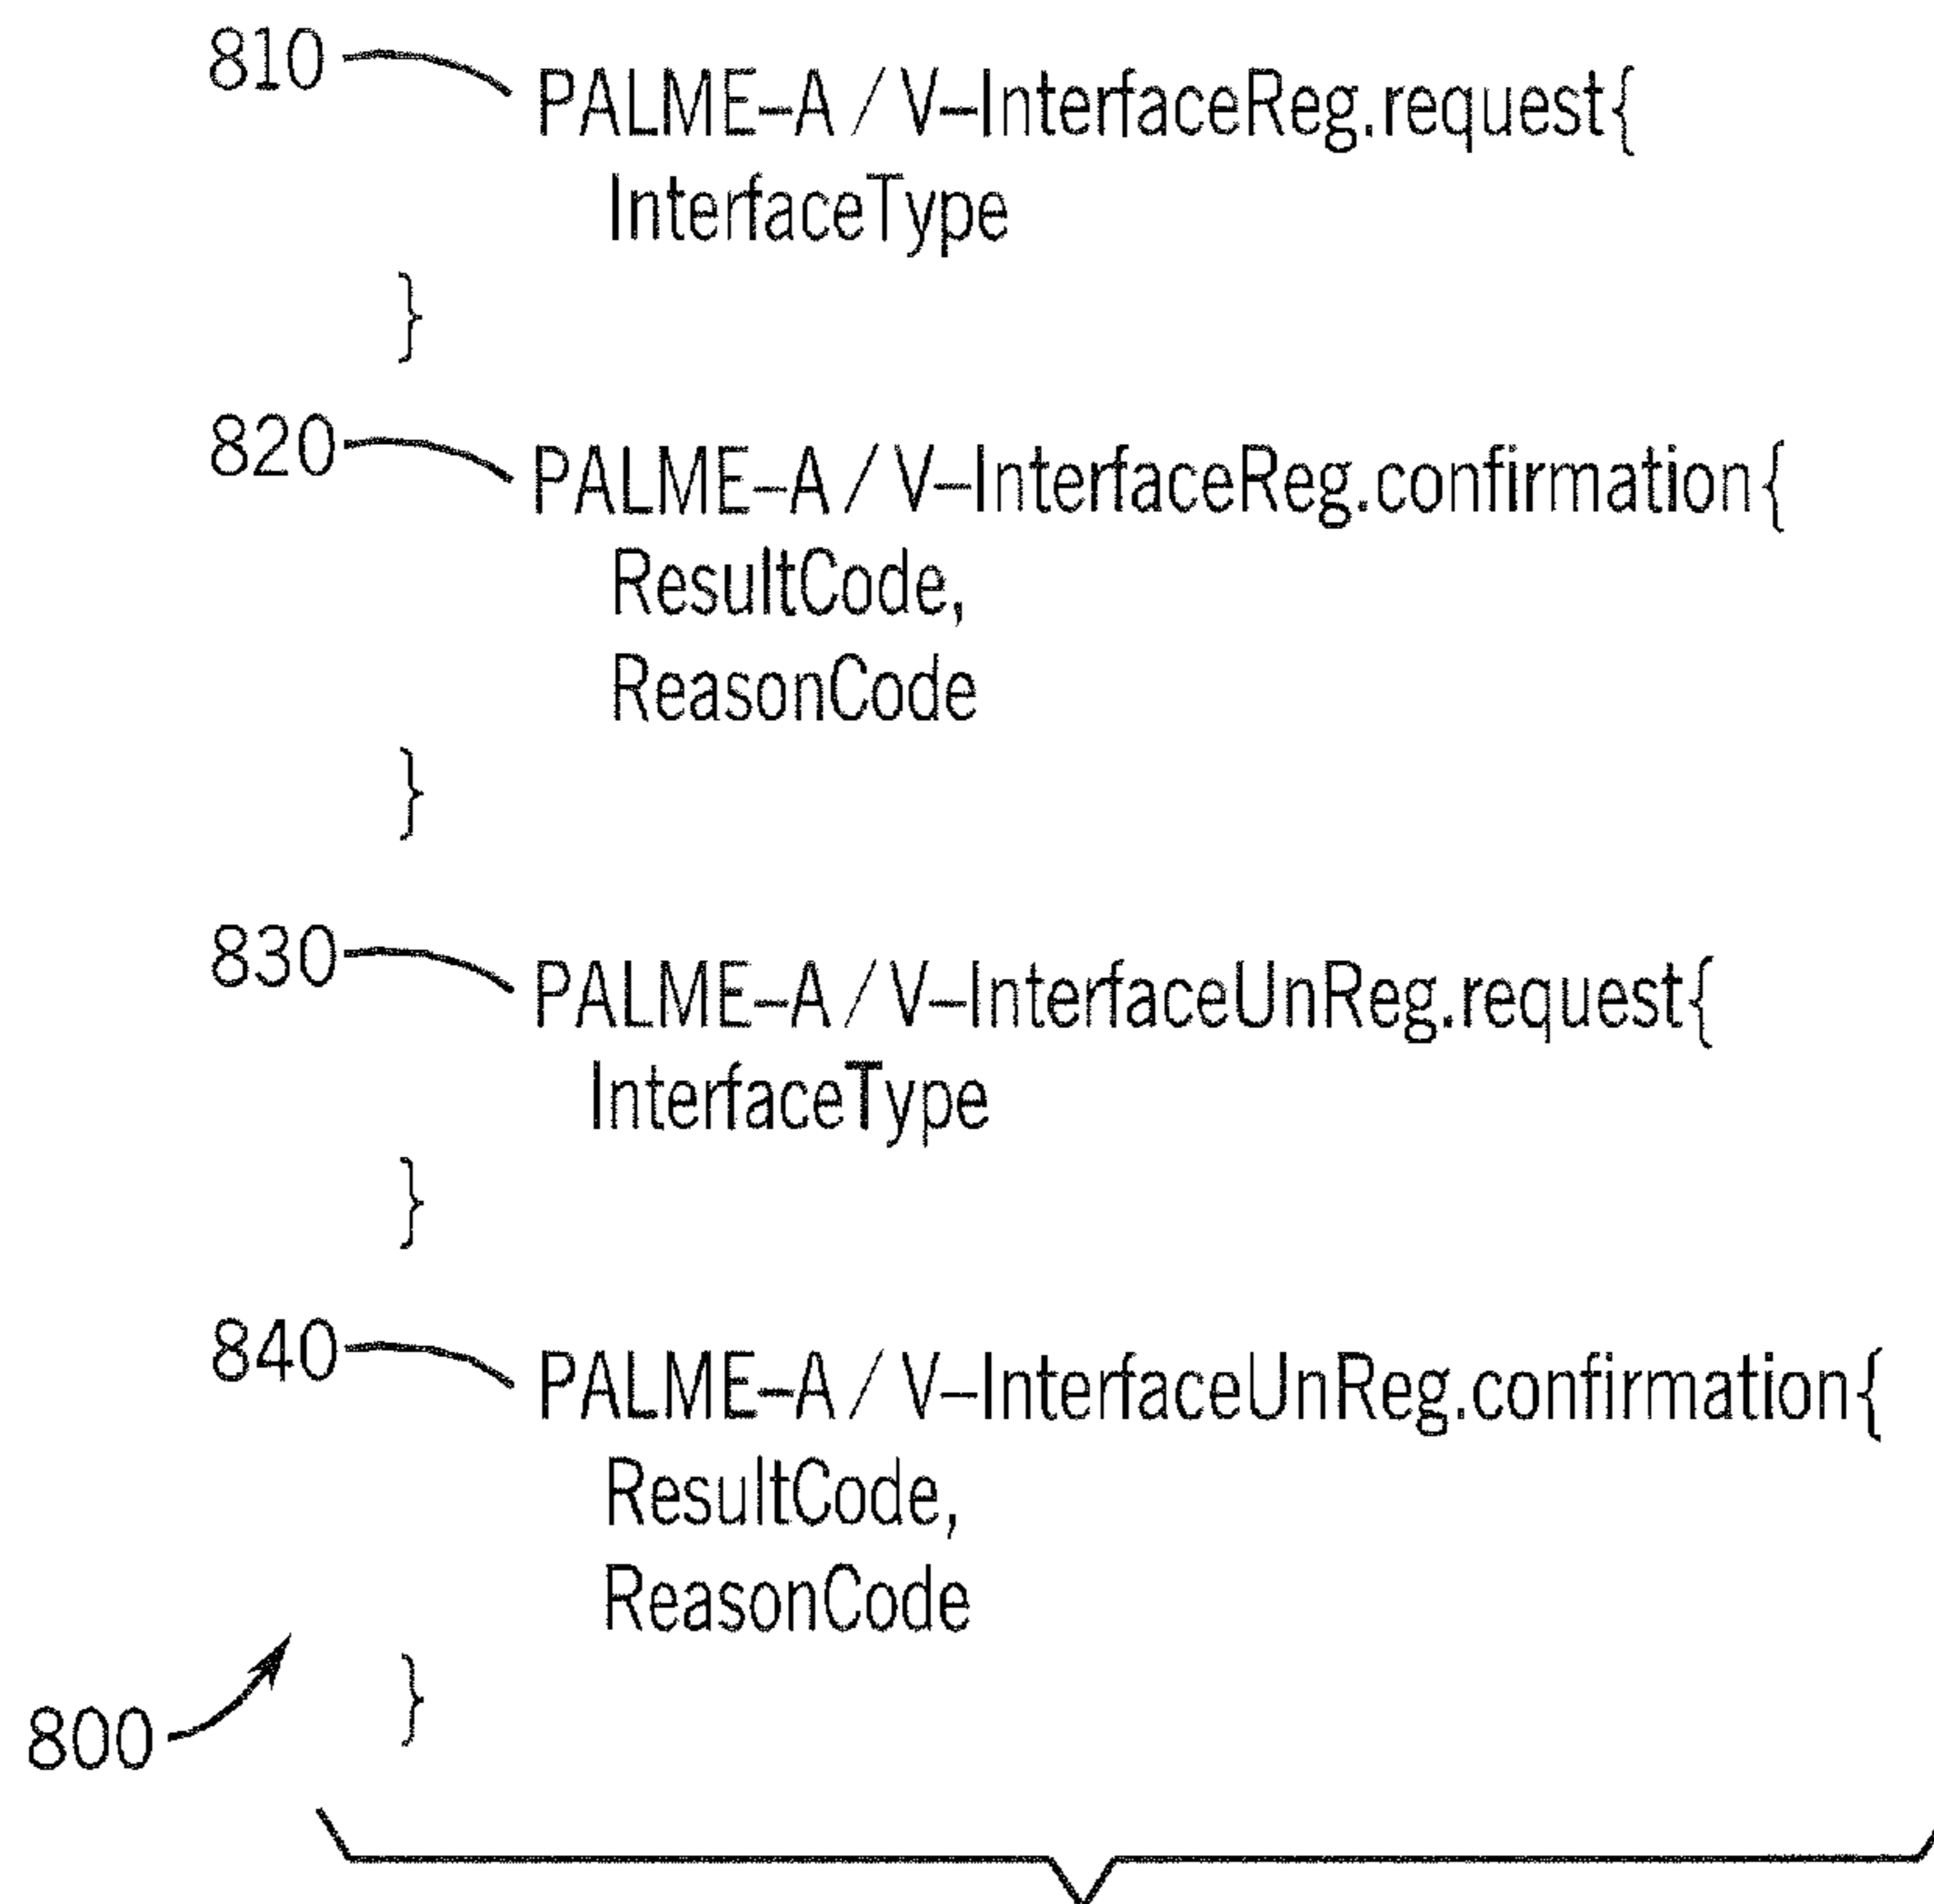 810 PALME–A / V–InterfaceReg.request{
InterfaceType
}
820 PALME–A / V–InterfaceReg.confirmation{
ResultCode,
ReasonCode
}
830 PALME–A / V–InterfaceUnReg.request{
InterfaceType
}
840 PALME–A / V–InterfaceUnReg.confirmation{
ResultCode,
ReasonCode
}
800